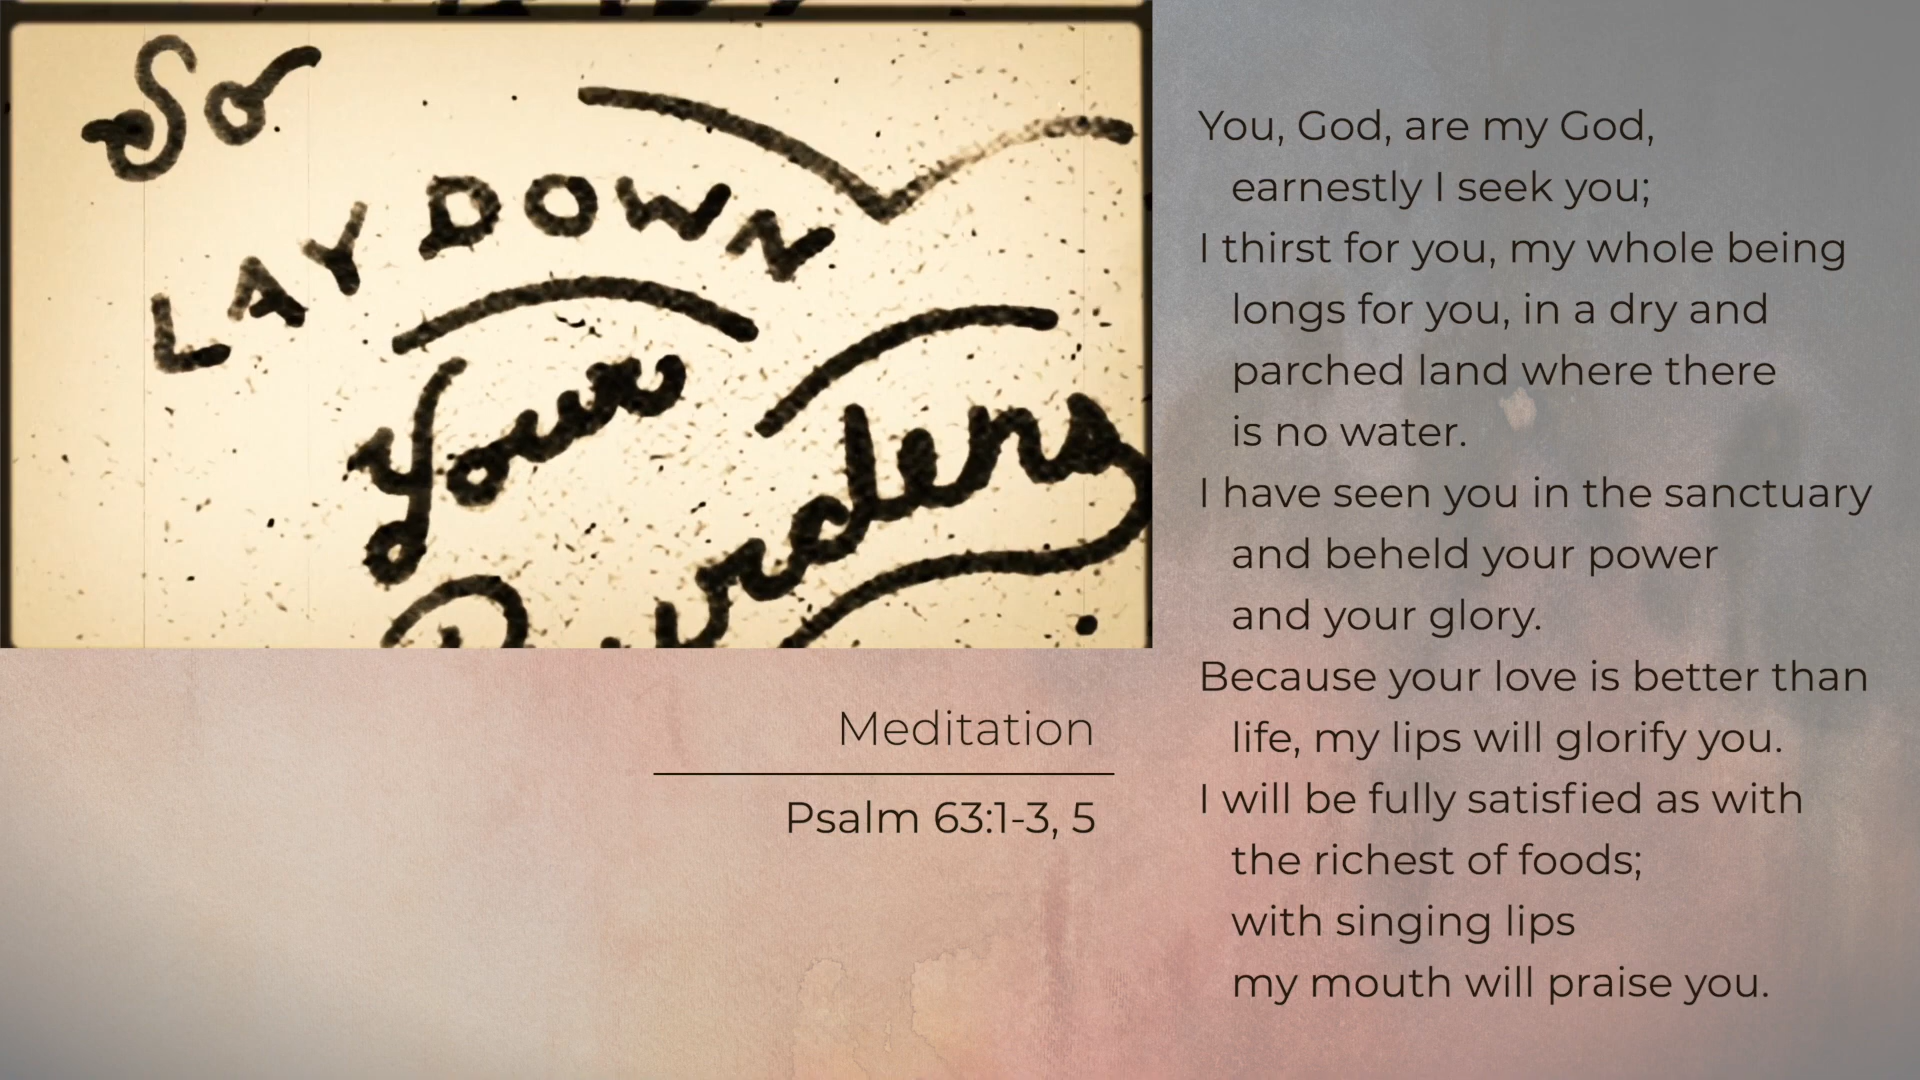 So
LAY DOWN
Your
Burdens
Meditation
Psalm 63:1-3, 5
You, God, are my God,
earnestly I seek you;
I thirst for you, my whole being
longs for you, in a dry and
parched land where there
is no water.
I have seen you in the sanctuary
and beheld your power
and your glory.
Because your love is better than
life, my lips will glorify you.
I will be fully satisfied as with
the richest of foods;
with singing lips
my mouth will praise you.